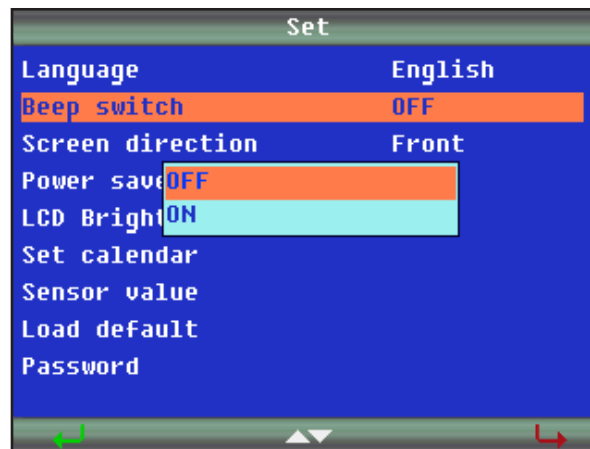 Set
Language English
Beep switch OFF
Screen direction Front
Power save
OFF
LCD Bright
ON
Set calendar
Sensor value
Load default
Password